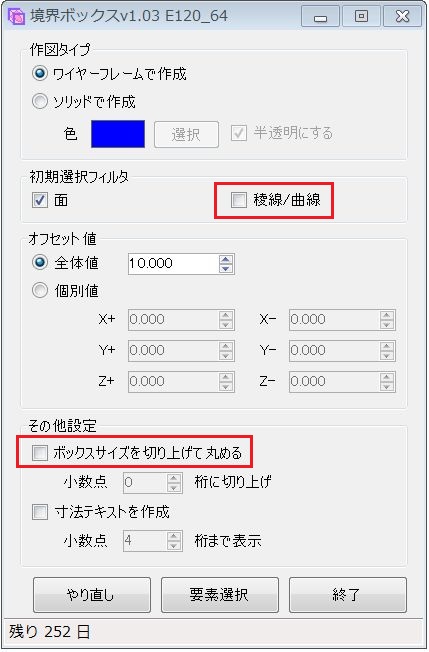 境界ボックスv1.03 E120_64
作図タイプ
ワイヤーフレームで作成
ソリッドで作成
色 選択 半透明にする
初期選択フィルタ
面 稜線/曲線
オフセット値
全体値 10.000
個別値
X+ 0.000 X- 0.000
Y+ 0.000 Y- 0.000
Z+ 0.000 Z- 0.000
その他設定
ボックスサイズを切り上げて丸める
小数点 0 桁に切り上げ
寸法テキストを作成
小数点 4 桁まで表示
やり直し 要素選択 終了
残り 252 日